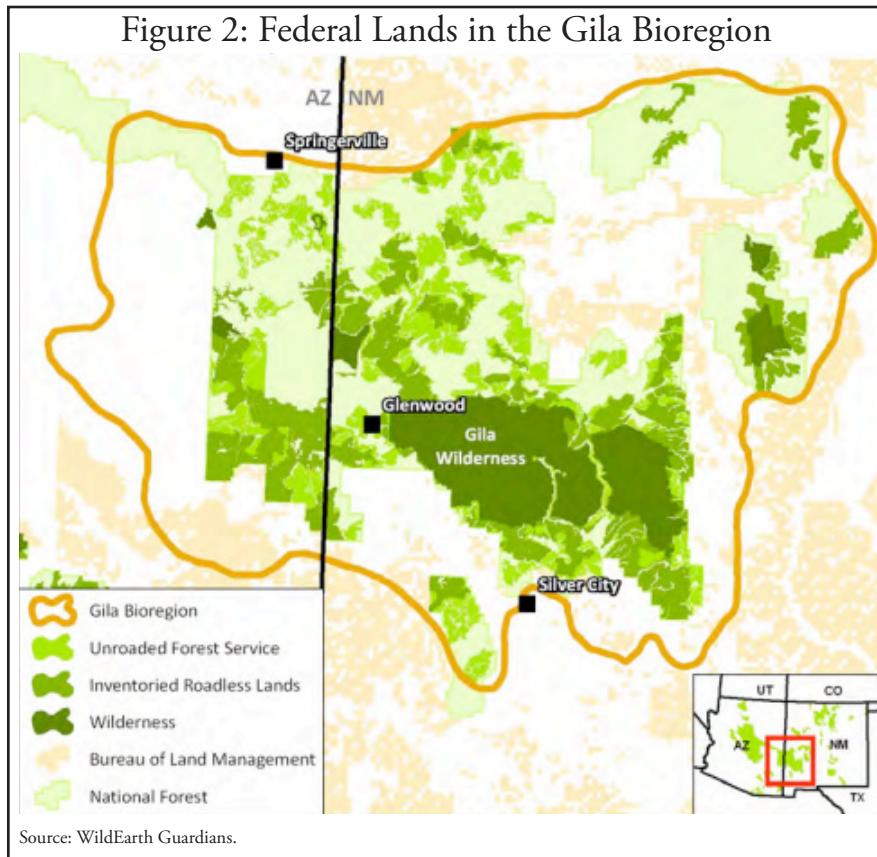 Figure 2: Federal Lands in the Gila Bioregion
AZ NM
Springerville
Glenwood
Gila
Wilderness
Silver City
Gila Bioregion
Unroaded Forest Service
Inventoried Roadless Lands
Wilderness
Bureau of Land Management
National Forest
UT CO
AZ NM
TX
Source: WildEarth Guardians.